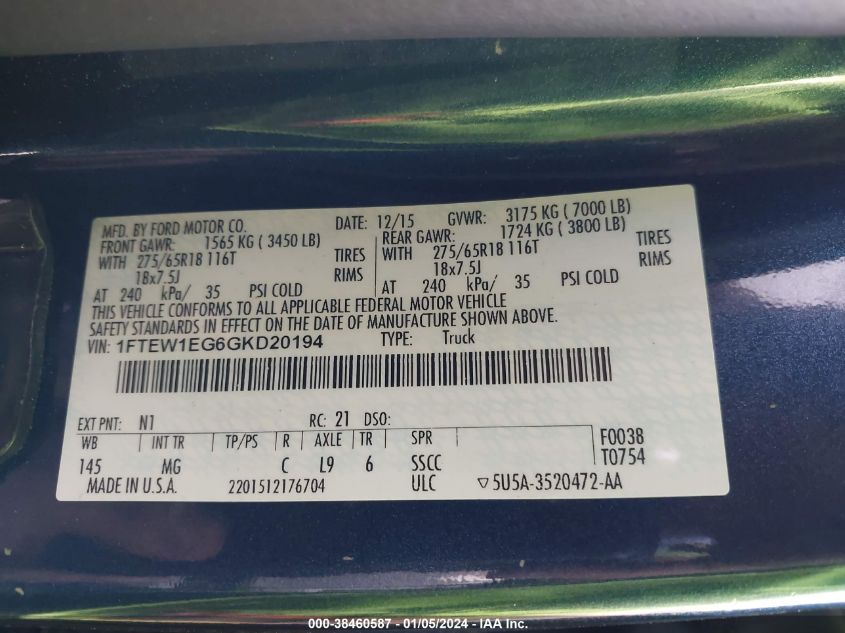 MFD. BY FORD MOTOR CO. DATE: 12/15 GVWR: 3175 KG ( 7000 LB)
FRONT GAWR: 1565 KG ( 3450 LB) REAR GAWR: 1724 KG ( 3800 LB)
WITH 275/65R18 116T TIRES WITH 275/65R18 116T TIRES
18x7.5J RIMS 18x7.5J RIMS
AT 240 kPa/ 35 PSI COLD AT 240 kPa/ 35 PSI COLD
THIS VEHICLE CONFORMS TO ALL APPLICABLE FEDERAL MOTOR VEHICLE
SAFETY STANDARDS IN EFFECT ON THE DATE OF MANUFACTURE SHOWN ABOVE.
VIN: 1FTEW1EG6GKD20194 TYPE: Truck
EXT PNT: N1 RC: 21 DSO:
WB INT TR TP/PS R AXLE TR SPR F0038
145 MG C L9 6 SSCC T0754
MADE IN U.S.A. 2201512176704 ULC ▽5U5A-3520472-AA
000-38460587 - 01/05/2024 - IAA Inc.